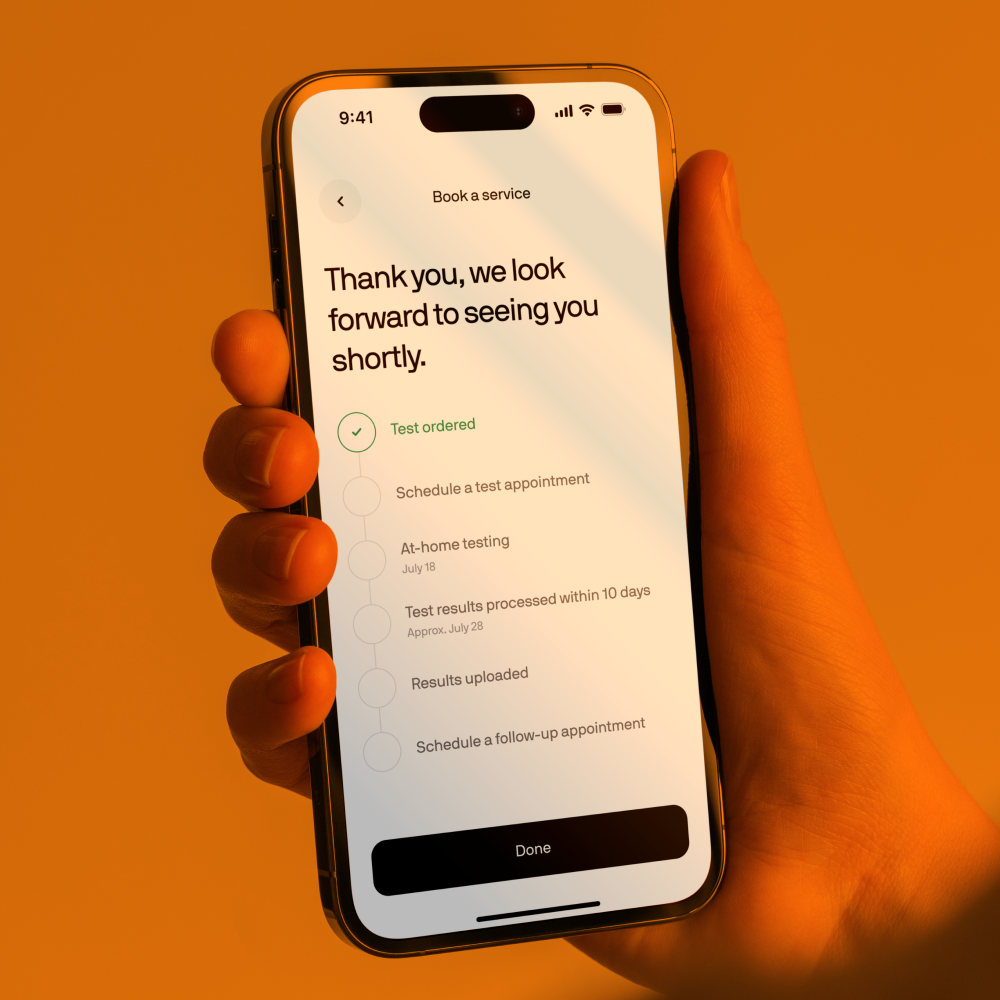 9:41
Book a service
Thank you, we look
forward to seeing you
shortly.
Test ordered
Schedule a test appointment
At-home testing
July 18
Test results processed within 10 days
Approx. July 28
Results uploaded
Schedule a follow-up appointment
Done